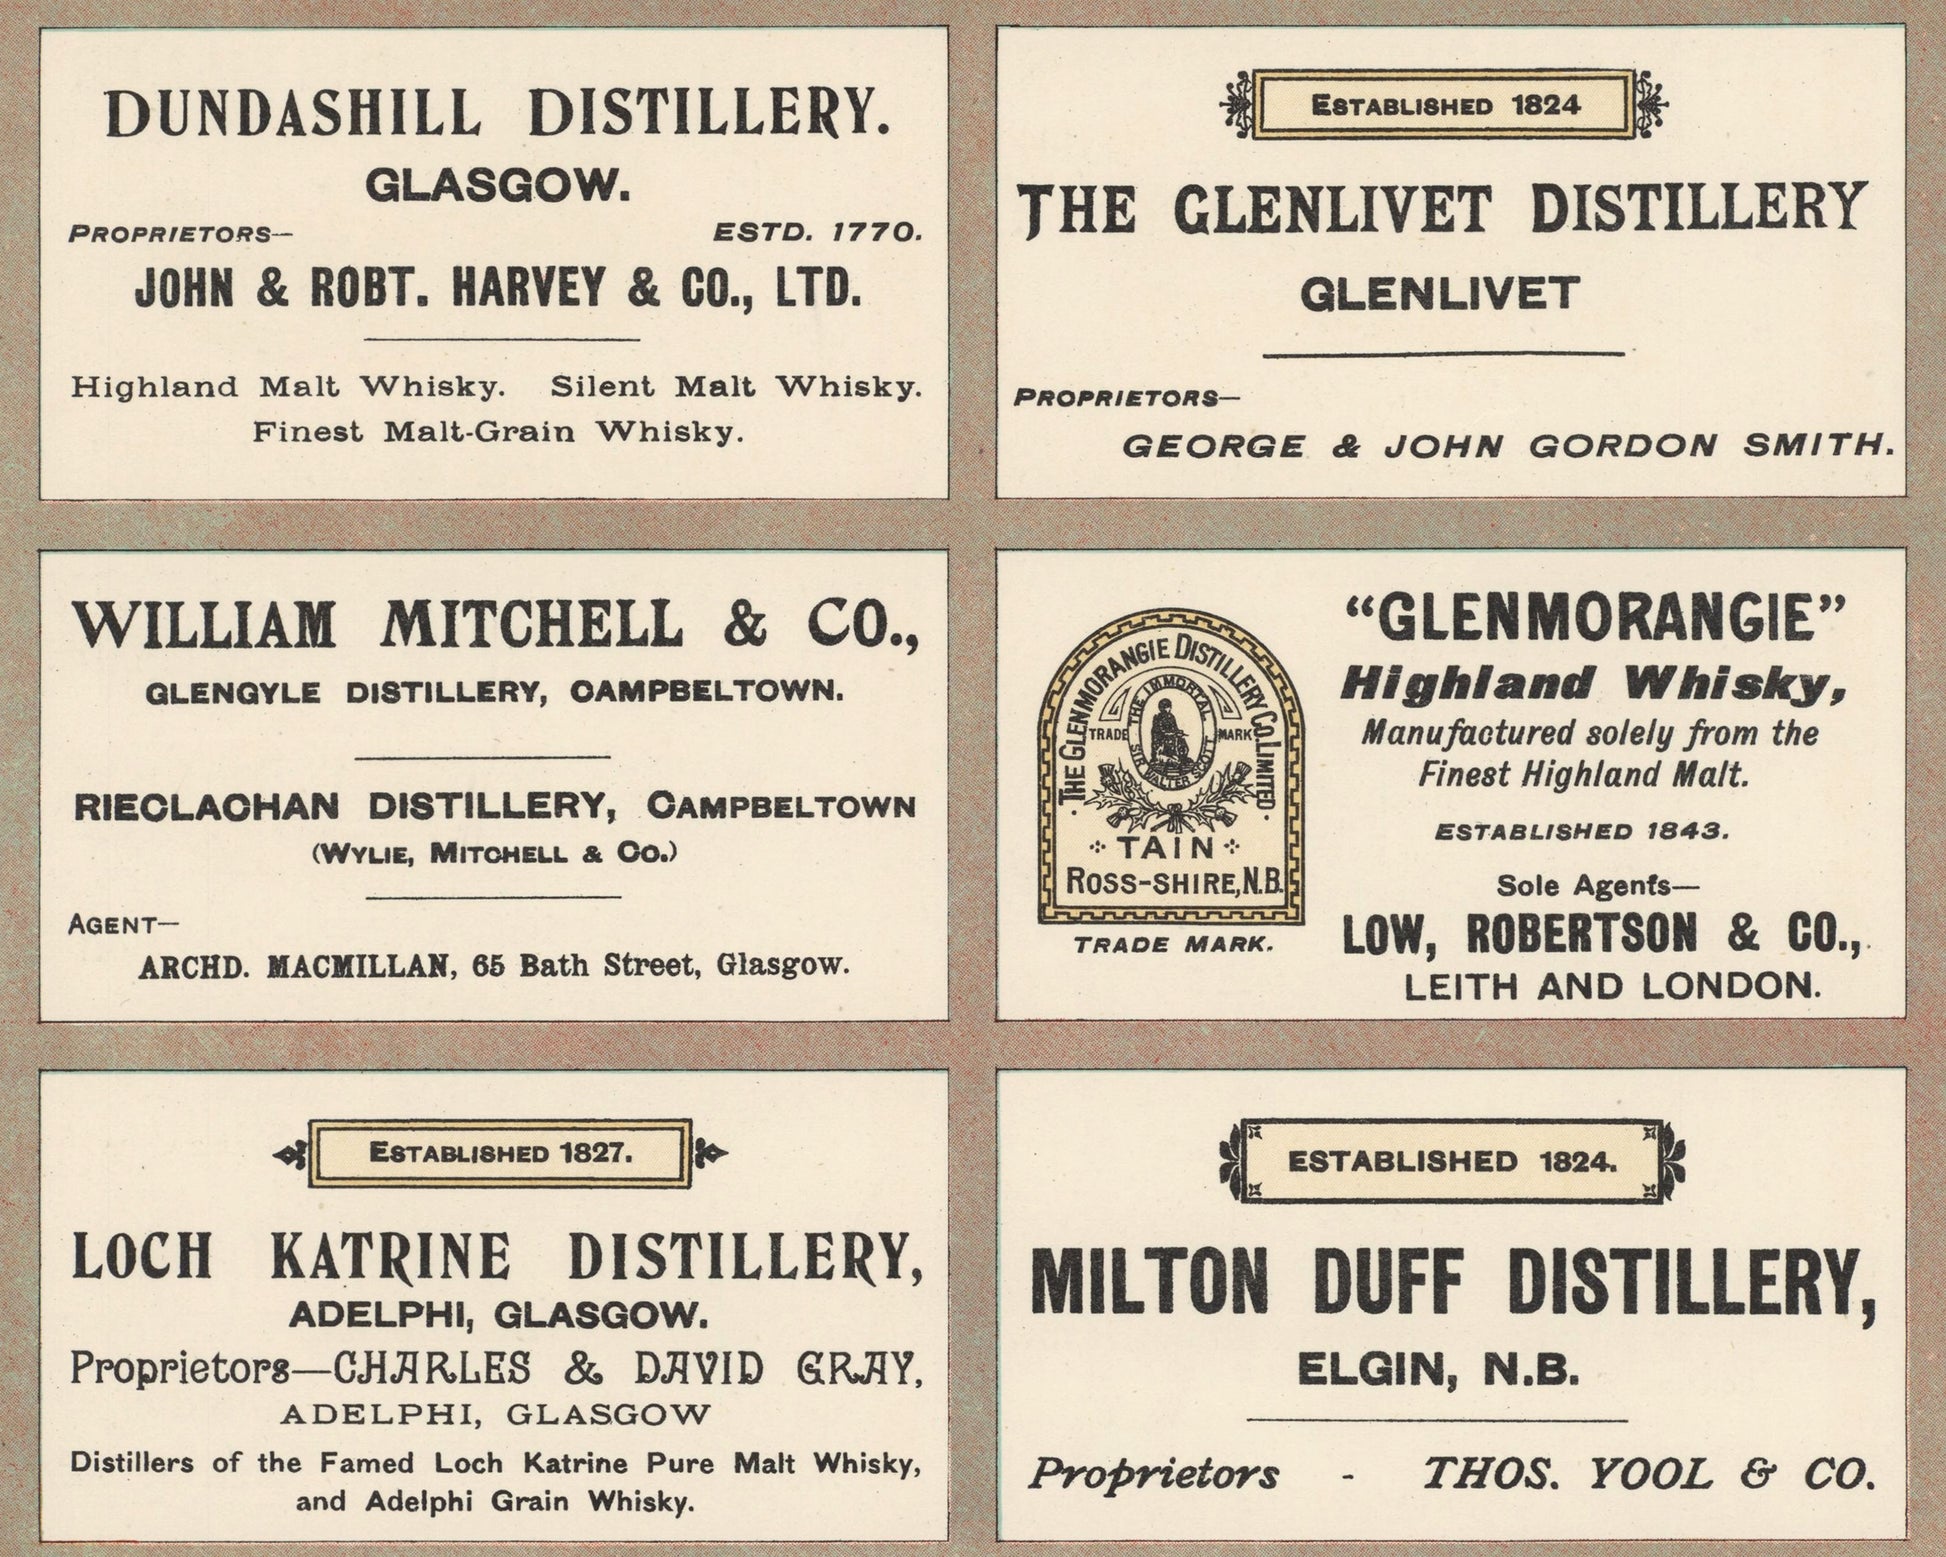 DUNDASHILL DISTILLERY.
GLASGOW.
PROPRIETORS— ESTD. 1770.
JOHN & ROBT. HARVEY & CO., LTD.
Highland Malt Whisky. Silent Malt Whisky.
Finest Malt-Grain Whisky.
ESTABLISHED 1824
THE GLENLIVET DISTILLERY
GLENLIVET
PROPRIETORS—
GEORGE & JOHN GORDON SMITH.
WILLIAM MITCHELL & CO.,
GLENGYLE DISTILLERY, CAMPBELTOWN.
RIECLACHAN DISTILLERY, CAMPBELTOWN
(WYLIE, MITCHELL & CO.)
AGENT—
ARCHD. MACMILLAN, 65 Bath Street, Glasgow.
THE GLENMORANGIE DISTILLERY CO. LIMITED.
THE IMMORTAL
TRADE MARK
SIR WALTER SCOTT
TAIN
ROSS-SHIRE, N.B.
TRADE MARK.
“GLENMORANGIE”
Highland Whisky,
Manufactured solely from the
Finest Highland Malt.
ESTABLISHED 1843.
Sole Agents—
LOW, ROBERTSON & CO.,
LEITH AND LONDON.
ESTABLISHED 1827.
LOCH KATRINE DISTILLERY,
ADELPHI, GLASGOW.
Proprietors—CHARLES & DAVID GRAY,
ADELPHI, GLASGOW
Distillers of the Famed Loch Katrine Pure Malt Whisky,
and Adelphi Grain Whisky.
ESTABLISHED 1824.
MILTON DUFF DISTILLERY,
ELGIN, N.B.
Proprietors - THOS. YOOL & CO.